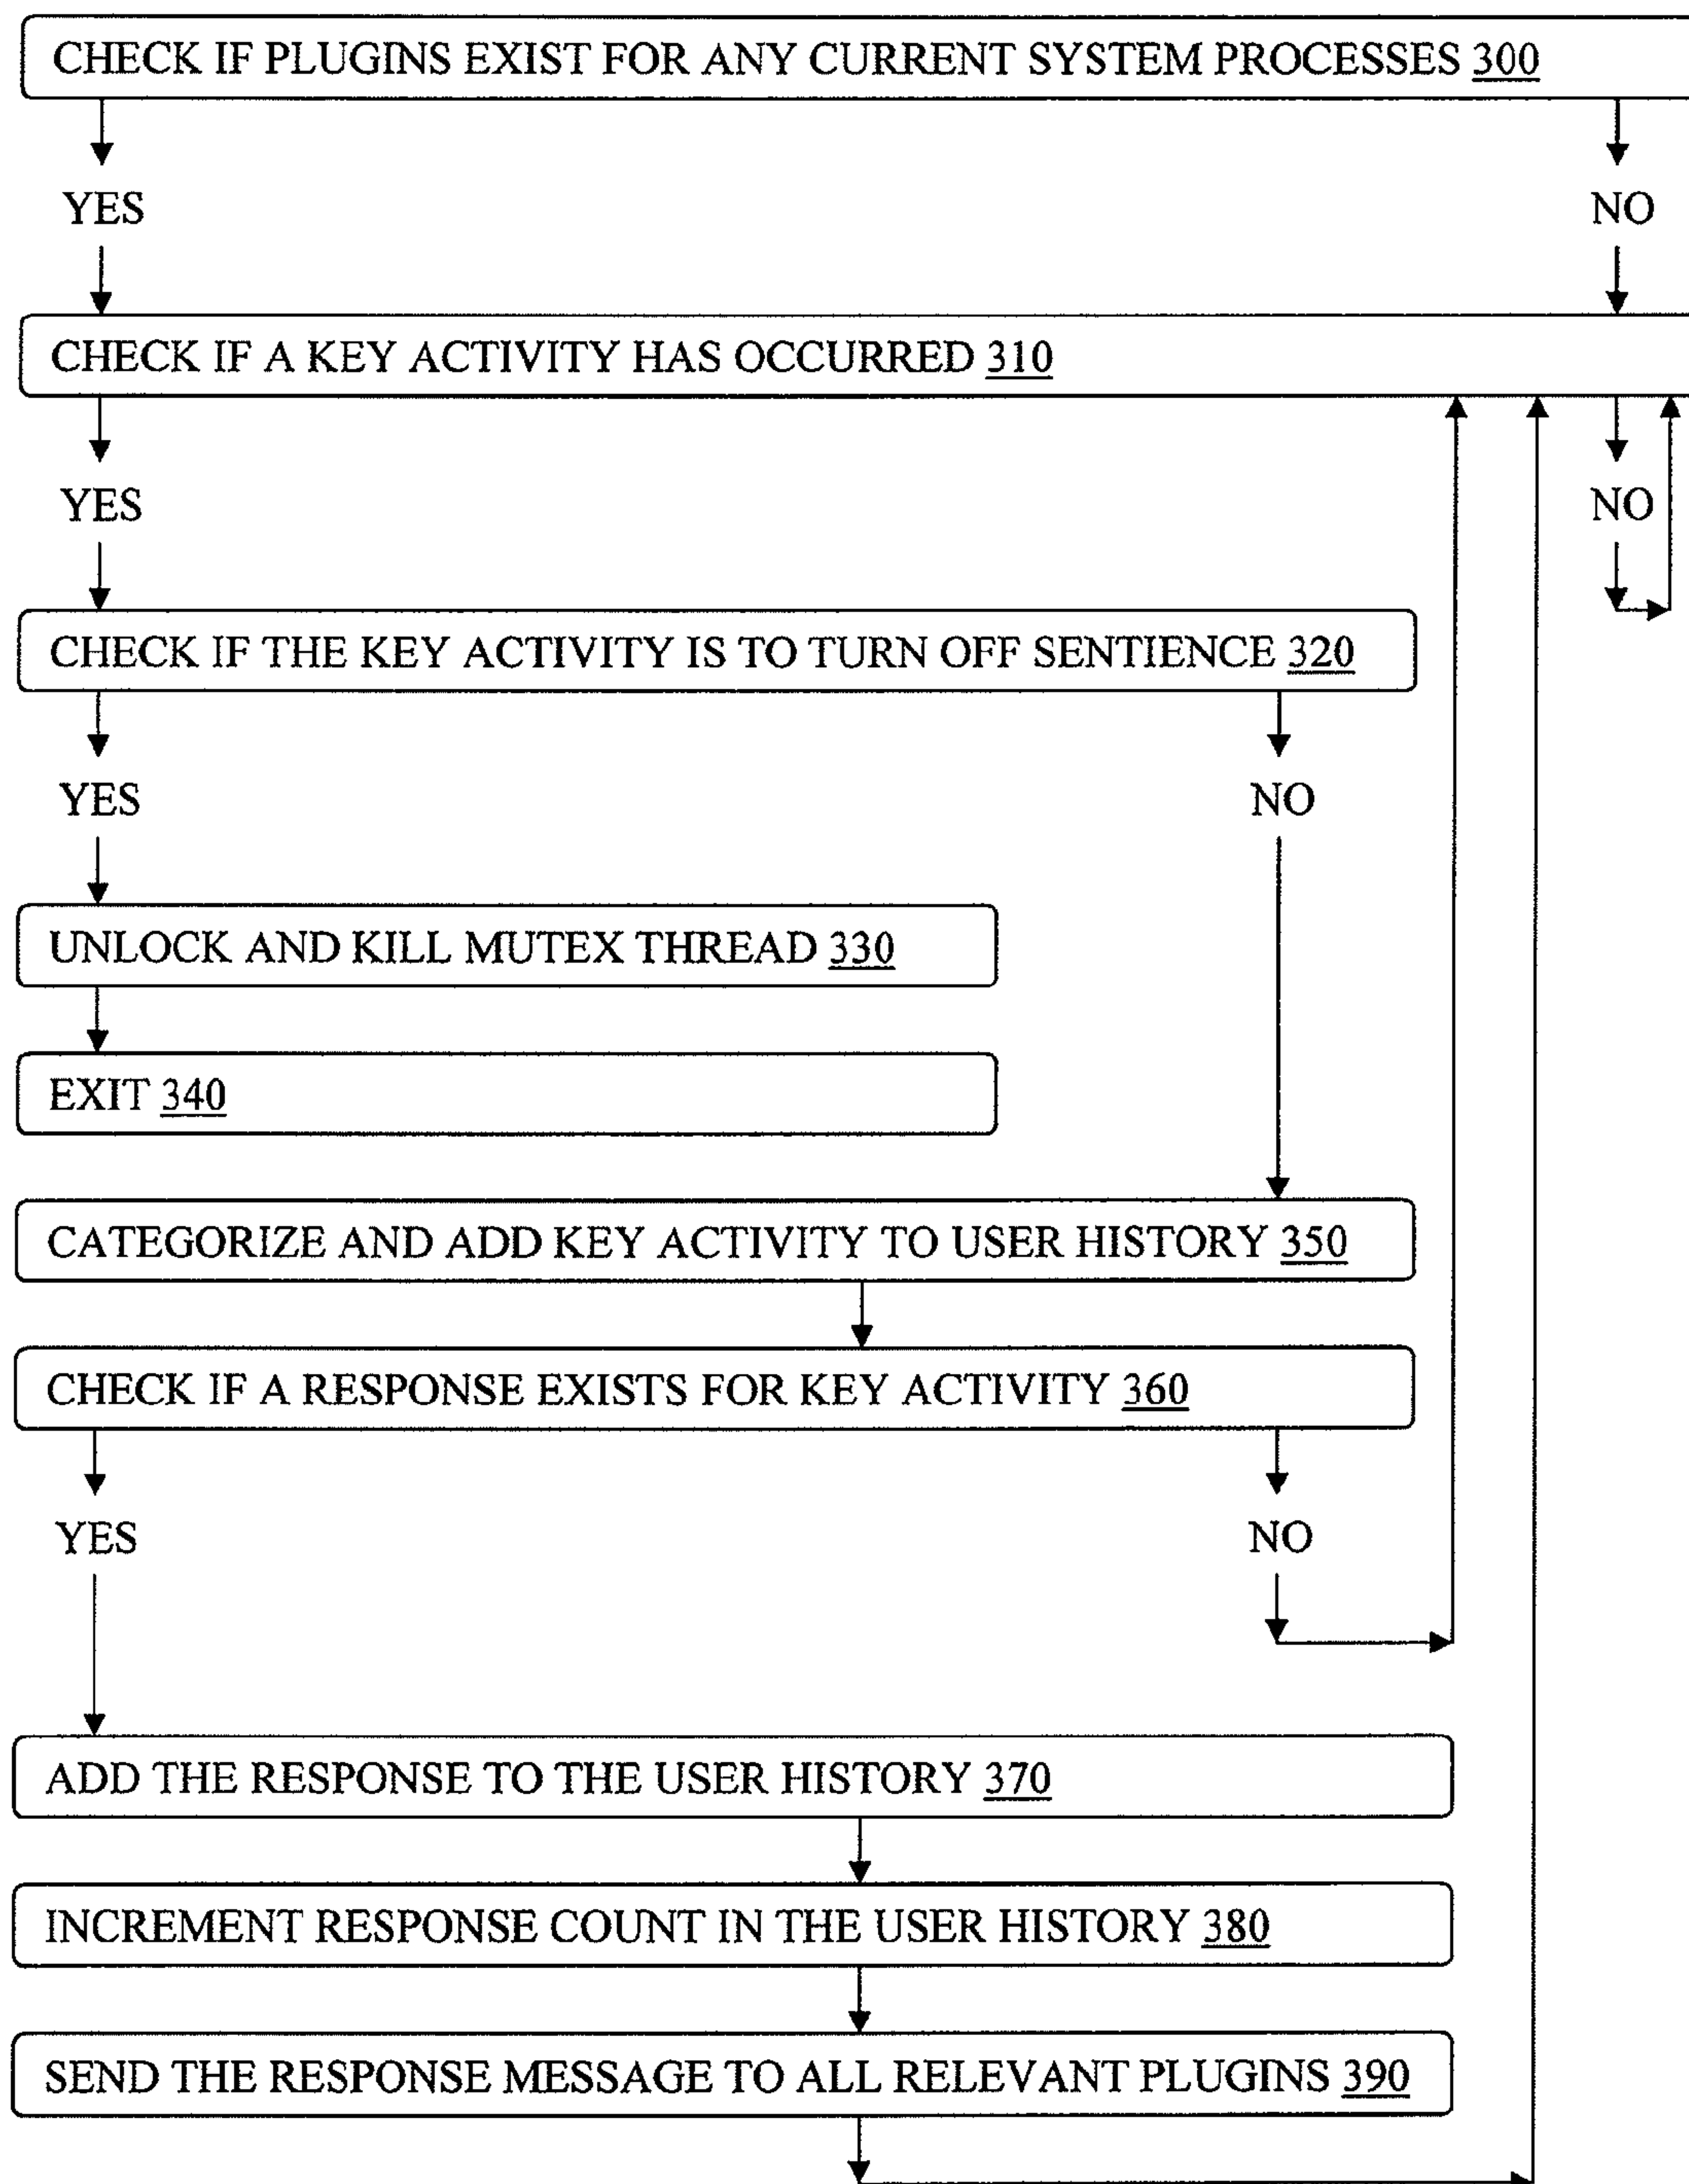 CHECK IF PLUGINS EXIST FOR ANY CURRENT SYSTEM PROCESSES 300
YES
NO
CHECK IF A KEY ACTIVITY HAS OCCURRED 310
YES
NO
CHECK IF THE KEY ACTIVITY IS TO TURN OFF SENTIENCE 320
YES
NO
UNLOCK AND KILL MUTEX THREAD 330
EXIT 340
CATEGORIZE AND ADD KEY ACTIVITY TO USER HISTORY 350
CHECK IF A RESPONSE EXISTS FOR KEY ACTIVITY 360
YES
NO
ADD THE RESPONSE TO THE USER HISTORY 370
INCREMENT RESPONSE COUNT IN THE USER HISTORY 380
SEND THE RESPONSE MESSAGE TO ALL RELEVANT PLUGINS 390